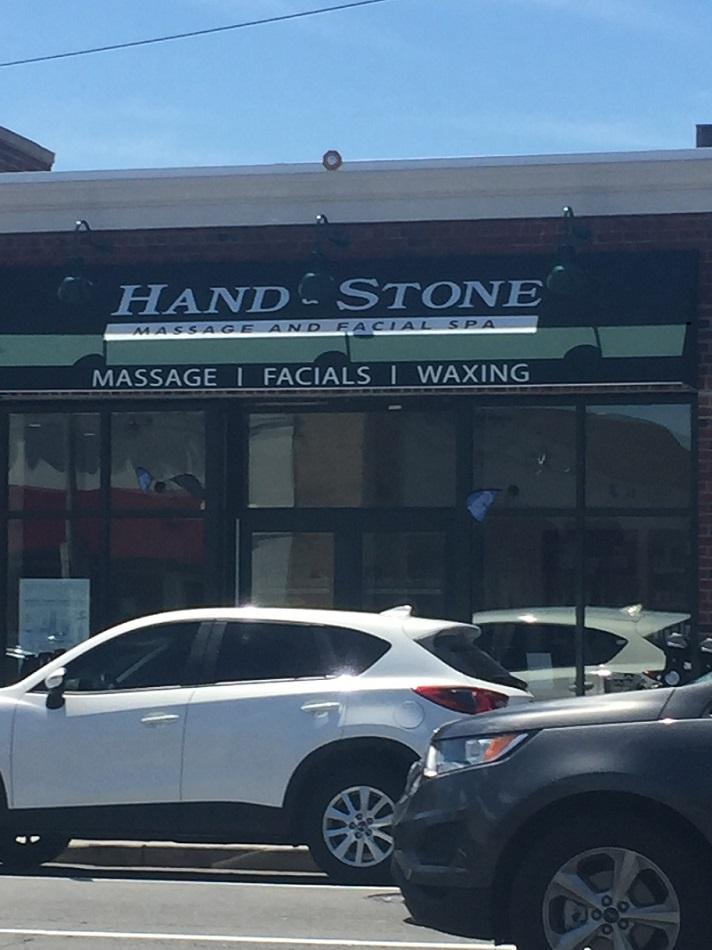 HAND & STONE
MASSAGE AND FACIAL SPA
MASSAGE | FACIALS | WAXING